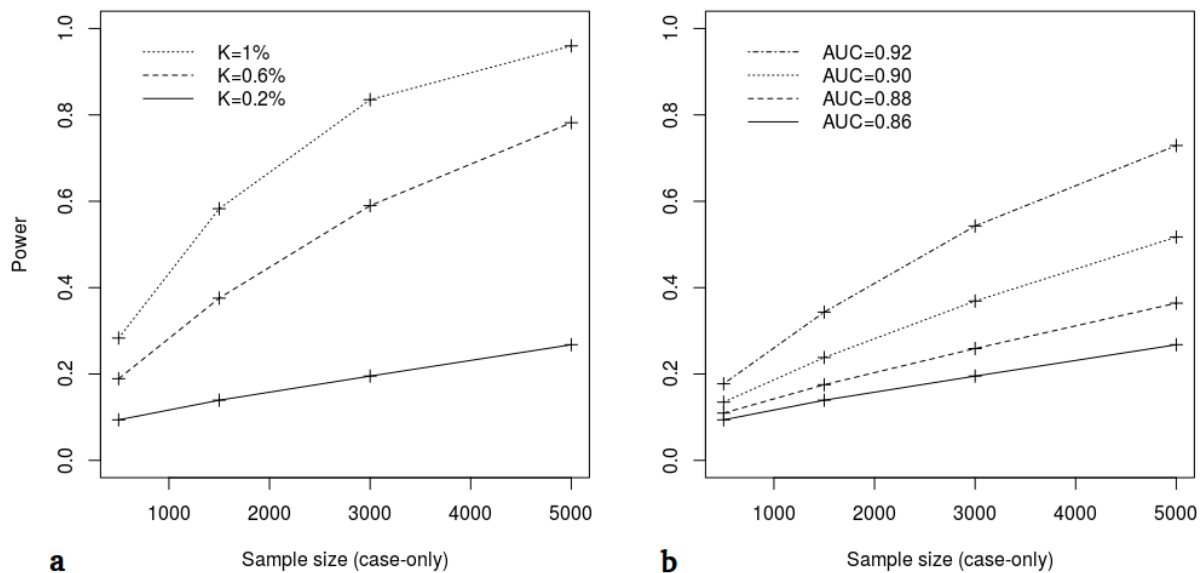 1.0
0.8
0.6
0.4
0.2
0.0
Power
K=1%
K=0.6%
K=0.2%
1000 2000 3000 4000 5000
a Sample size (case-only)
1.0
0.8
0.6
0.4
0.2
0.0
AUC=0.92
AUC=0.90
AUC=0.88
AUC=0.86
1000 2000 3000 4000 5000
b Sample size (case-only)